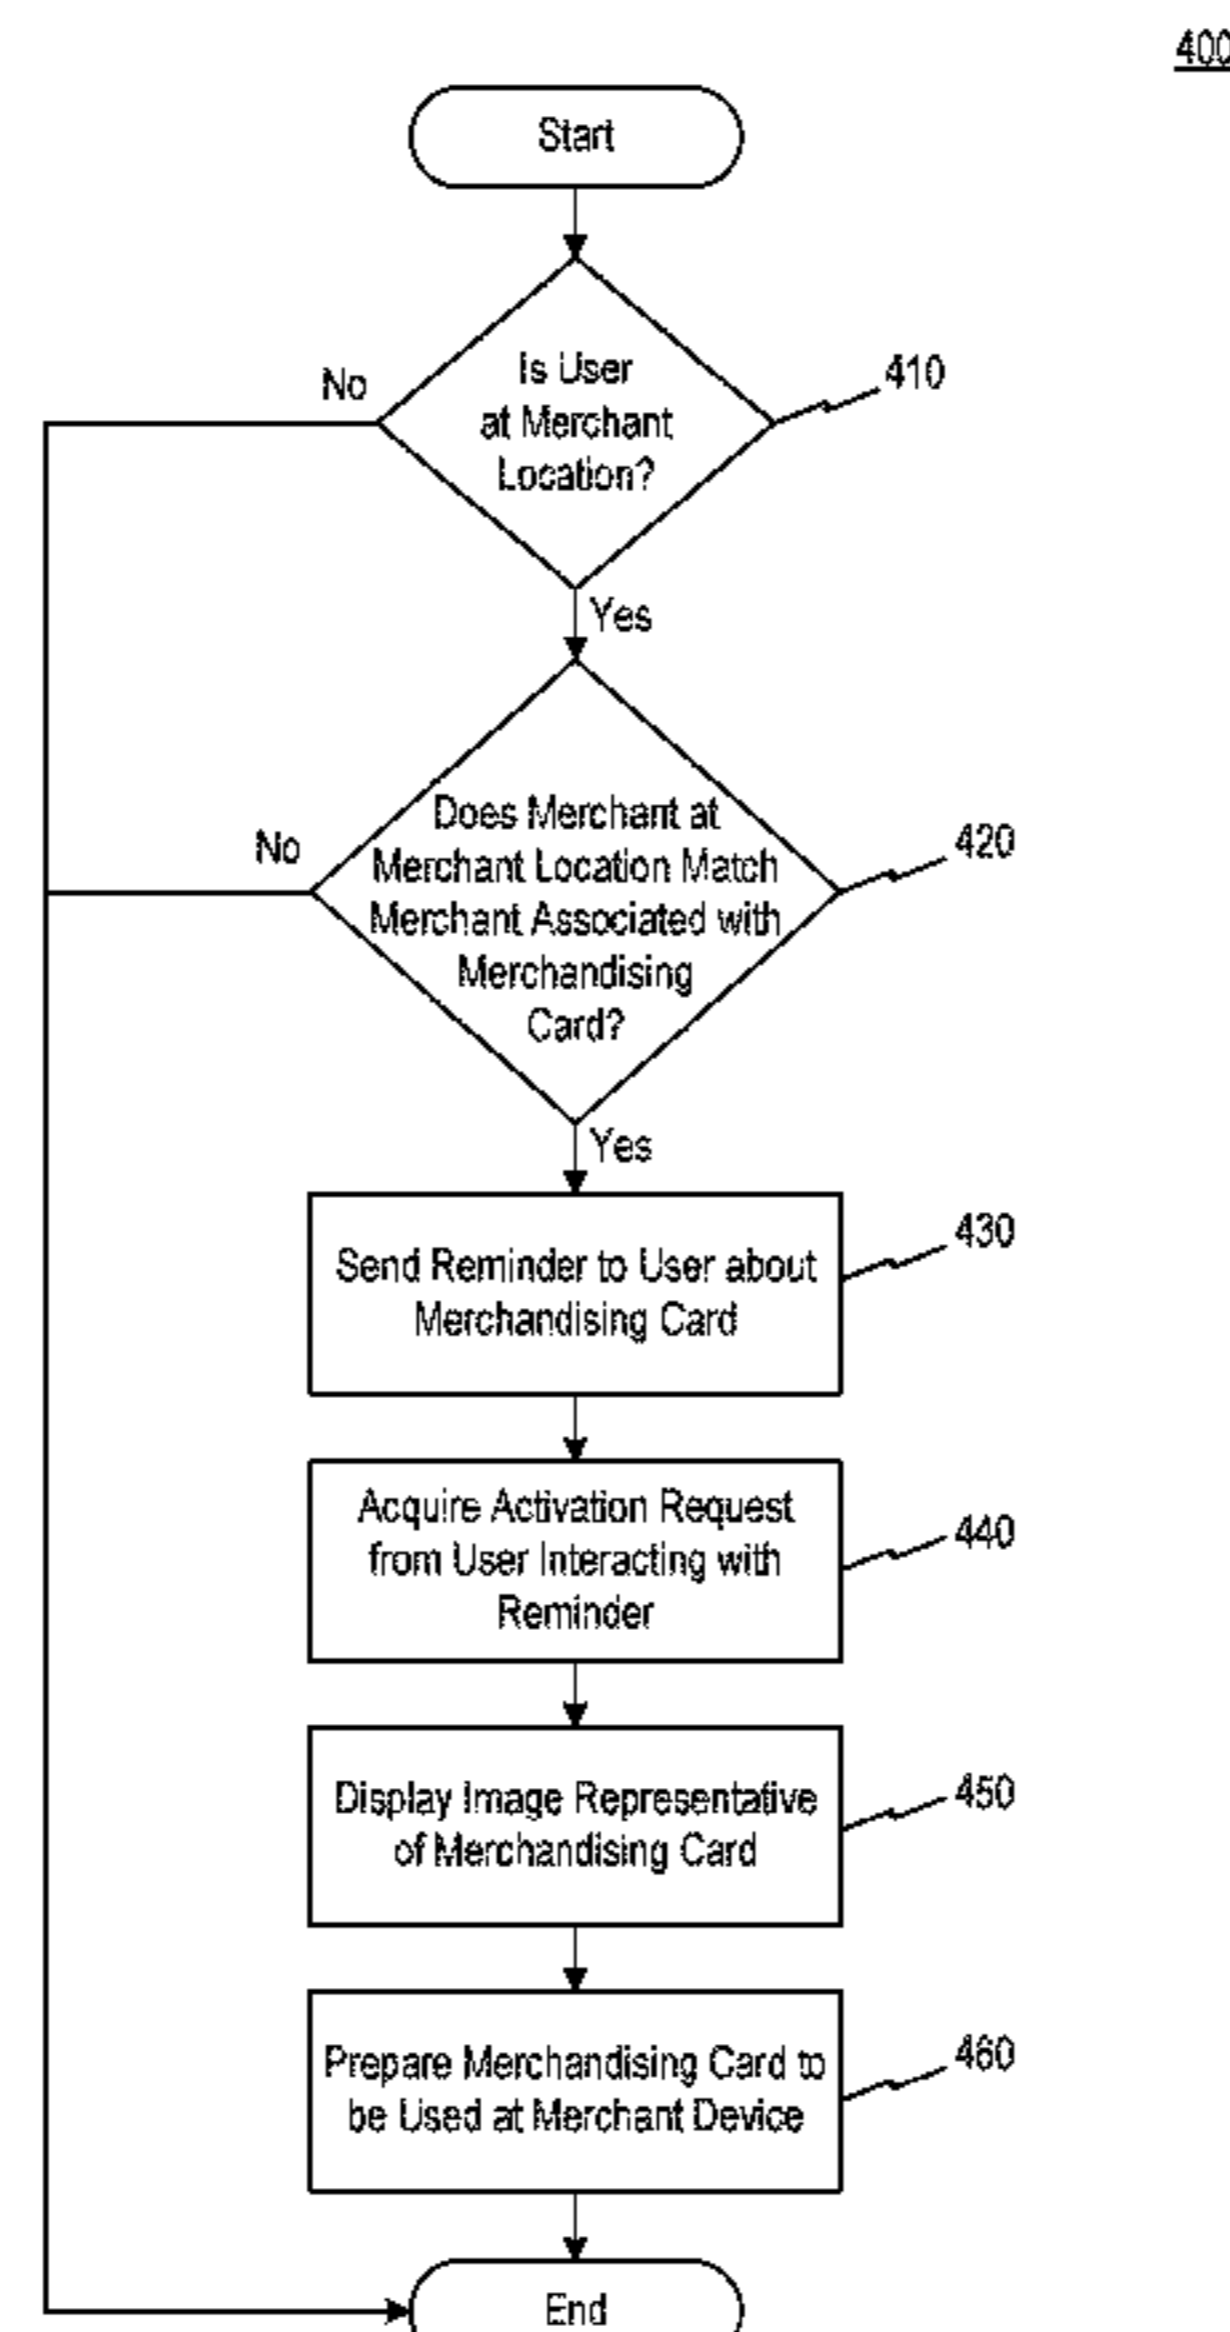 400
Start
Is User
at Merchant
Location?
No
410
Yes
Does Merchant at
Merchant Location Match
Merchant Associated with
Merchandising
Card?
No
420
Yes
Send Reminder to User about
Merchandising Card
430
Acquire Activation Request
from User Interacting with
Reminder
440
Display Image Representative
of Merchandising Card
450
Prepare Merchandising Card to
be Used at Merchant Device
460
End